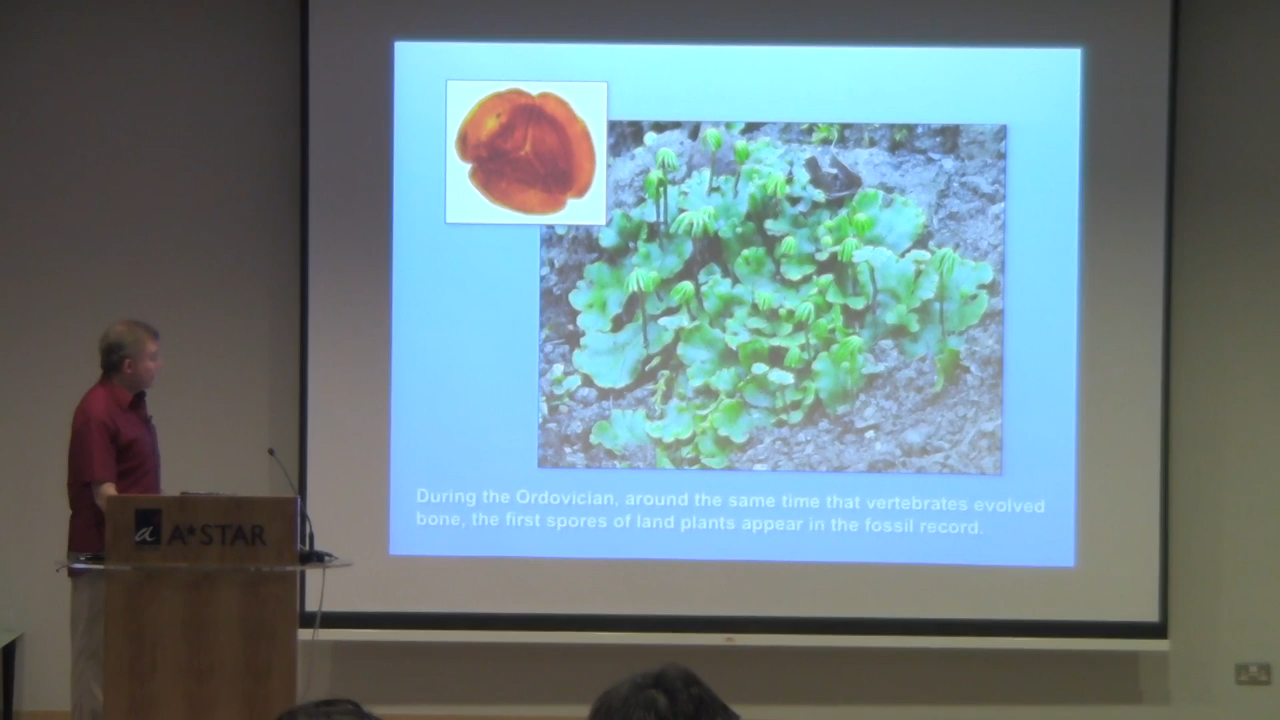 During the Ordovician, around the same time that vertebrates evolved
bone, the first spores of land plants appear in the fossil record.
a A*STAR